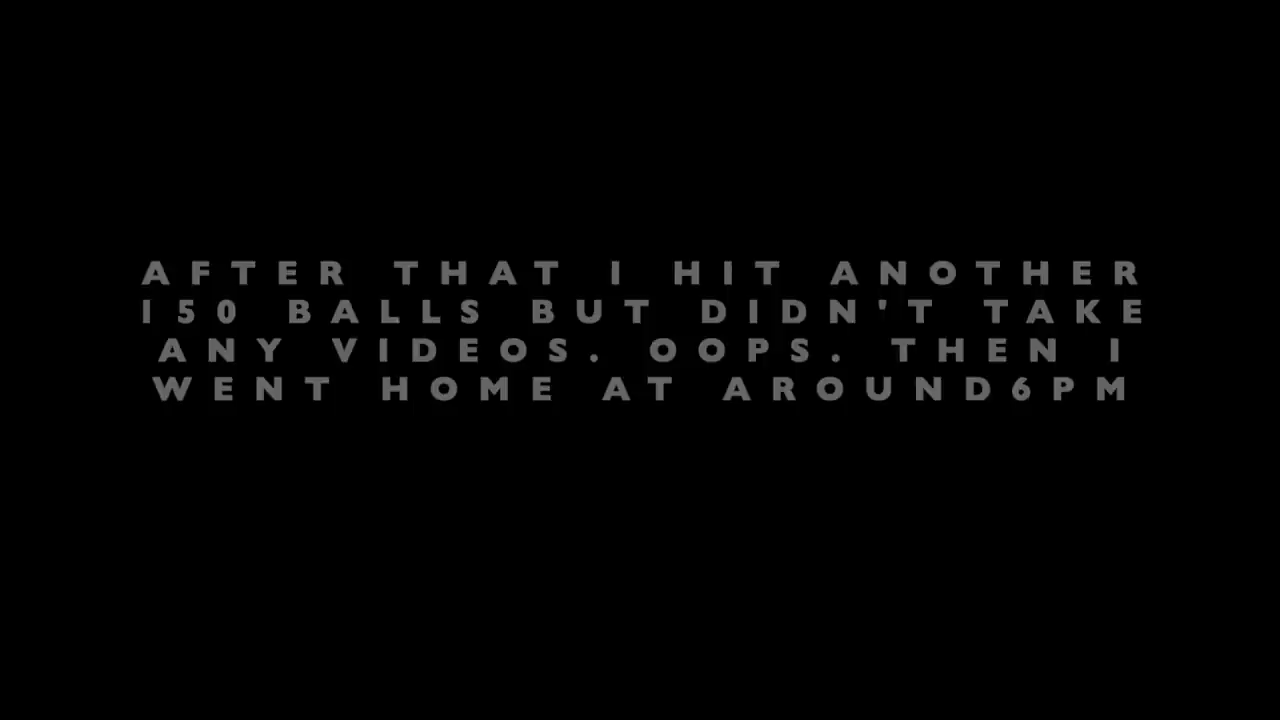 AFTER THAT I HIT ANOTHER
150 BALLS BUT DIDN'T TAKE
ANY VIDEOS. OOPS. THEN I
WENT HOME AT AROUND6PM